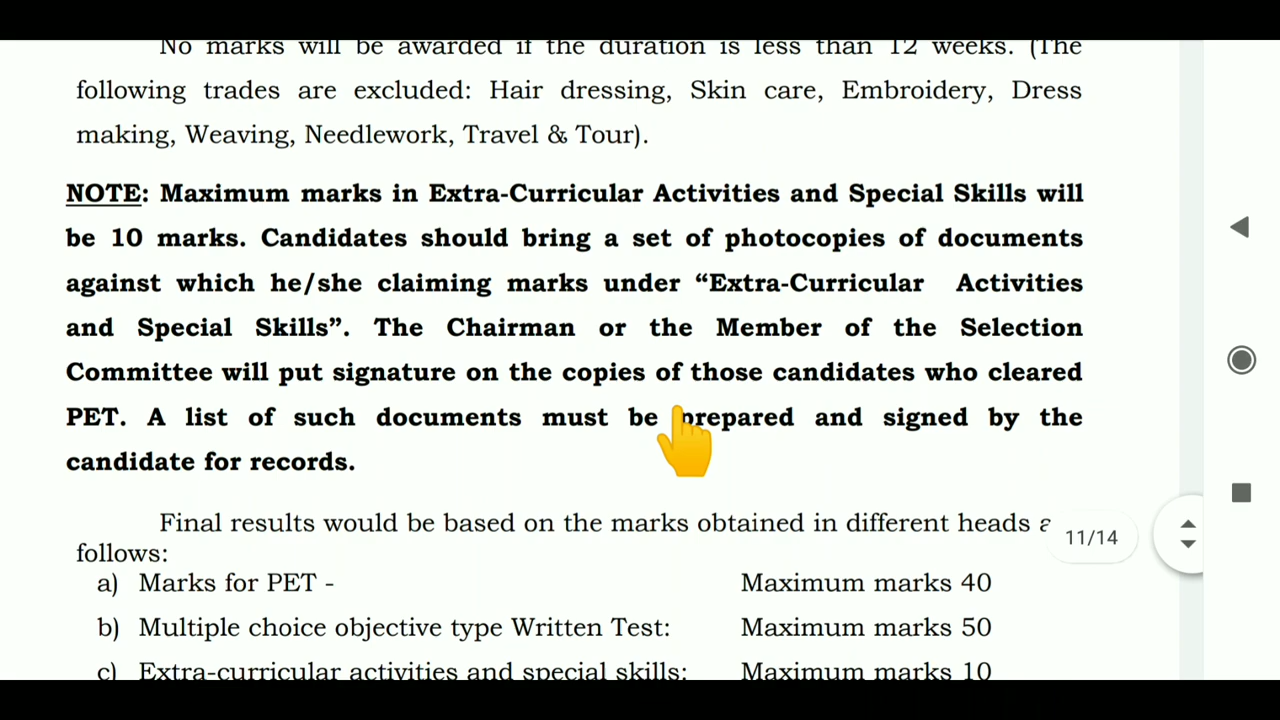 No marks will be awarded if the duration is less than 12 weeks. (The
following trades are excluded: Hair dressing, Skin care, Embroidery, Dress
making, Weaving, Needlework, Travel & Tour).
NOTE: Maximum marks in Extra-Curricular Activities and Special Skills will
be 10 marks. Candidates should bring a set of photocopies of documents
against which he/she claiming marks under “Extra-Curricular Activities
and Special Skills”. The Chairman or the Member of the Selection
Committee will put signature on the copies of those candidates who cleared
PET. A list of such documents must be prepared and signed by the
candidate for records.
Final results would be based on the marks obtained in different heads
follows:
a) Marks for PET - Maximum marks 40
b) Multiple choice objective type Written Test: Maximum marks 50
c) Extra-curricular activities and special skills: Maximum marks 10
11/14